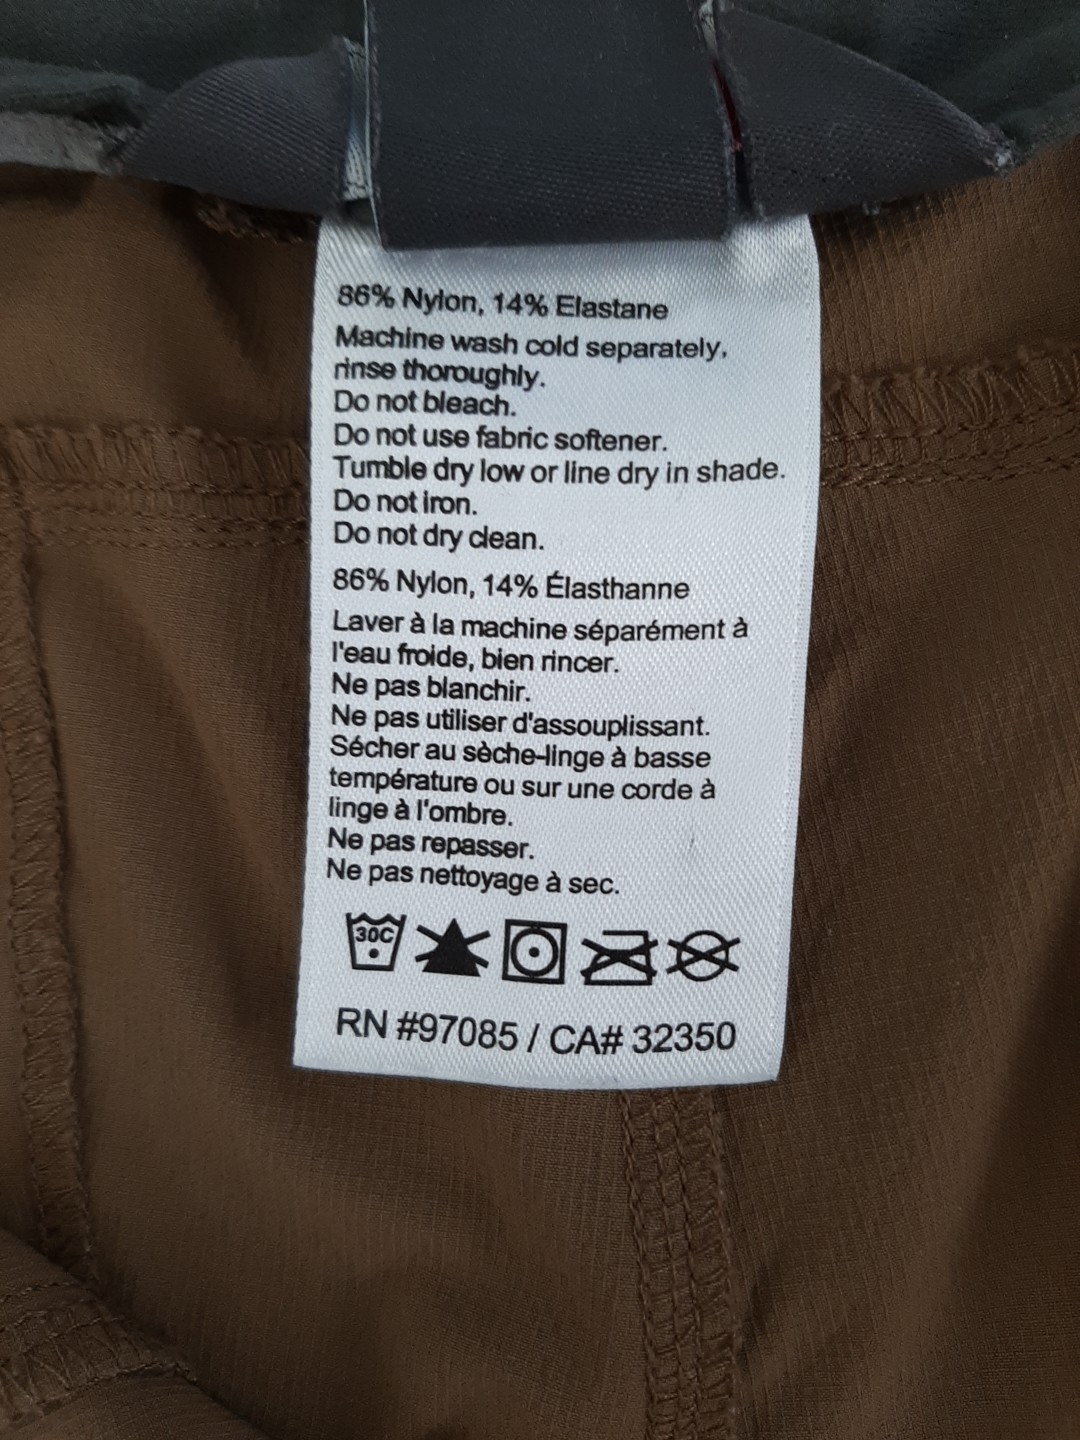 86% Nylon, 14% Elastane
Machine wash cold separately,
rinse thoroughly.
Do not bleach.
Do not use fabric softener.
Tumble dry low or line dry in shade.
Do not iron.
Do not dry clean.
86% Nylon, 14% Élasthanne
Laver à la machine séparément à
l'eau froide, bien rincer.
Ne pas blanchir.
Ne pas utiliser d'assouplissant.
Sécher au sèche-linge à basse
température ou sur une corde à
linge à l'ombre.
Ne pas repasser.
Ne pas nettoyage à sec.
30C
RN #97085 / CA# 32350